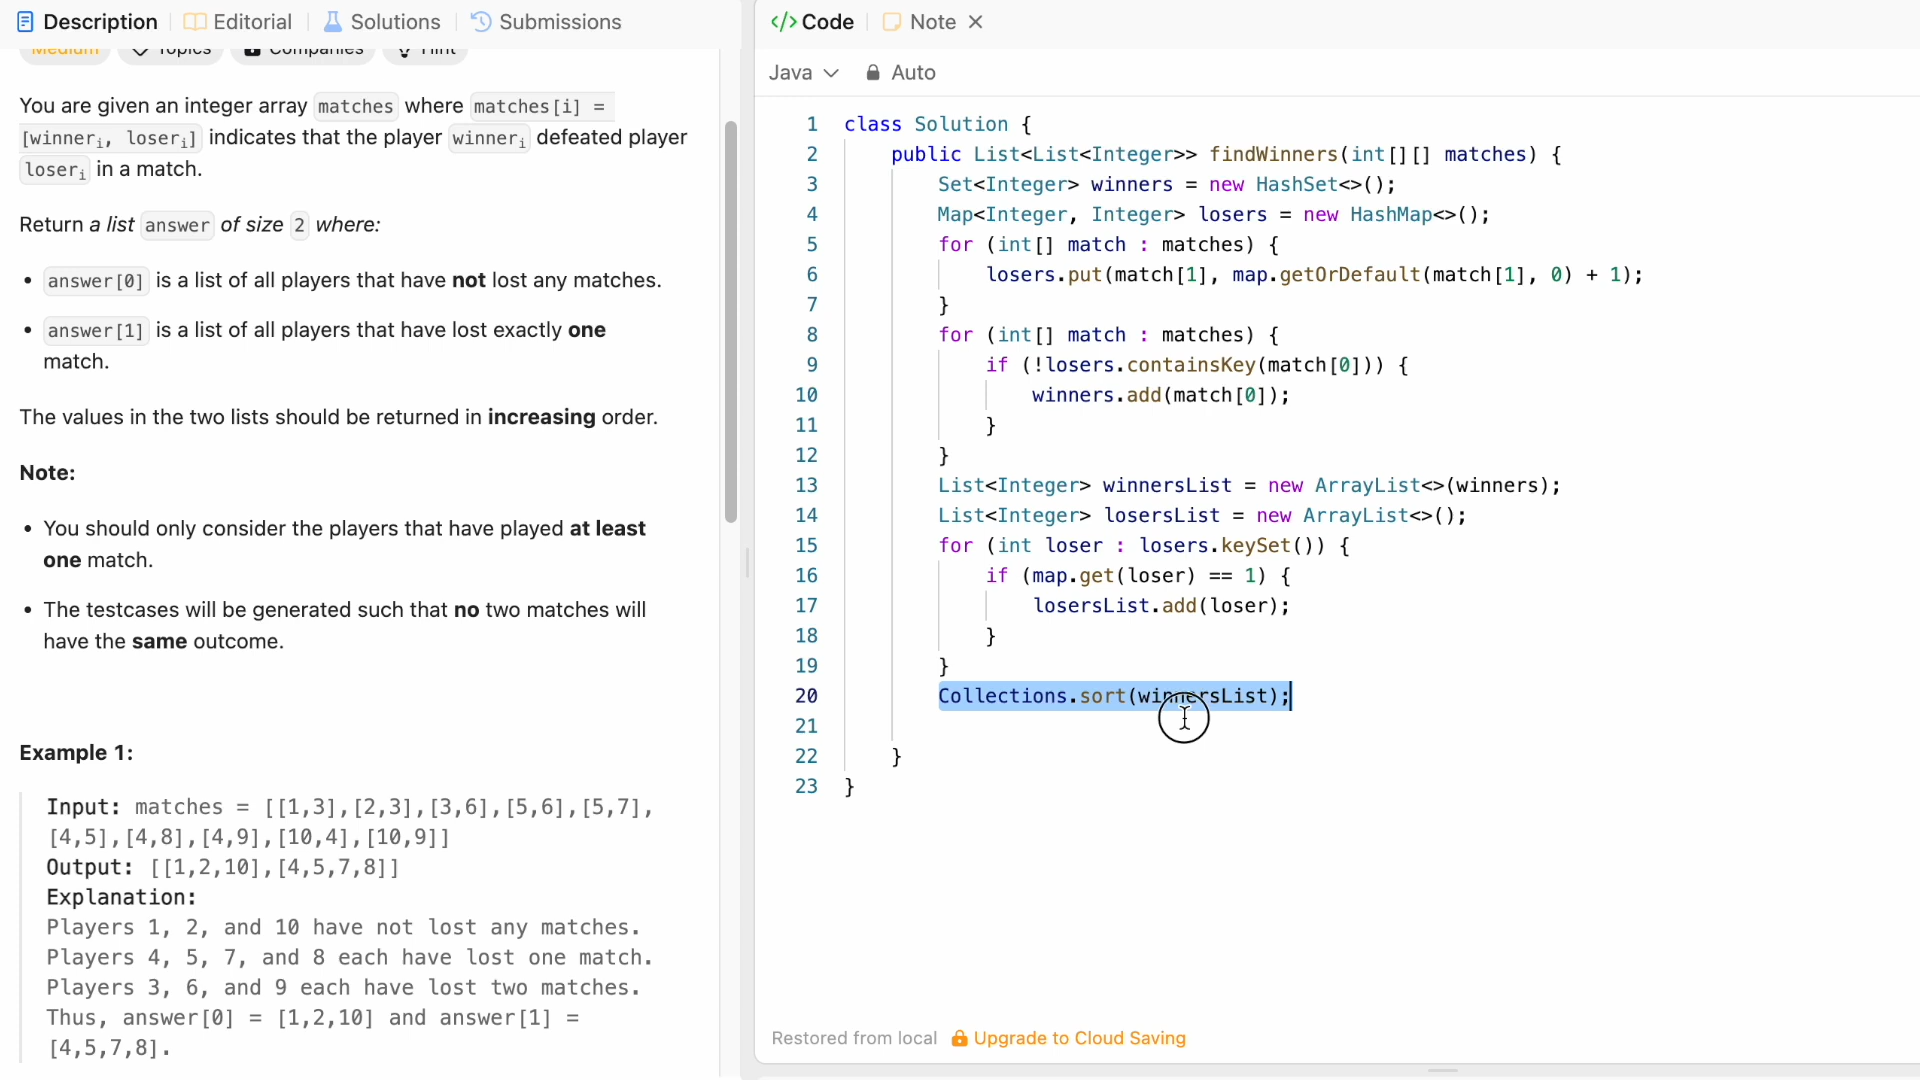 Description Editorial Solutions Submissions
Medium Topics Companies Hint
You are given an integer array matches where matches[i] =
[winnerᵢ, loserᵢ] indicates that the player winnerᵢ defeated player
loserᵢ in a match.
Return a list answer of size 2 where:
• answer[0] is a list of all players that have not lost any matches.
• answer[1] is a list of all players that have lost exactly one
match.
The values in the two lists should be returned in increasing order.
Note:
• You should only consider the players that have played at least
one match.
• The testcases will be generated such that no two matches will
have the same outcome.
Example 1:
Input: matches = [[1,3],[2,3],[3,6],[5,6],[5,7],
[4,5],[4,8],[4,9],[10,4],[10,9]]
Output: [[1,2,10],[4,5,7,8]]
Explanation:
Players 1, 2, and 10 have not lost any matches.
Players 4, 5, 7, and 8 each have lost one match.
Players 3, 6, and 9 each have lost two matches.
Thus, answer[0] = [1,2,10] and answer[1] =
[4,5,7,8].
</> Code Note ×
Java Auto
1 class Solution {
2 public List<List<Integer>> findWinners(int[][] matches) {
3 Set<Integer> winners = new HashSet<>();
4 Map<Integer, Integer> losers = new HashMap<>();
5 for (int[] match : matches) {
6 losers.put(match[1], map.getOrDefault(match[1], 0) + 1);
7 }
8 for (int[] match : matches) {
9 if (!losers.containsKey(match[0])) {
10 winners.add(match[0]);
11 }
12 }
13 List<Integer> winnersList = new ArrayList<>(winners);
14 List<Integer> losersList = new ArrayList<>();
15 for (int loser : losers.keySet()) {
16 if (map.get(loser) == 1) {
17 losersList.add(loser);
18 }
19 }
20 Collections.sort(winnersList);
21
22 }
23 }
Restored from local Upgrade to Cloud Saving